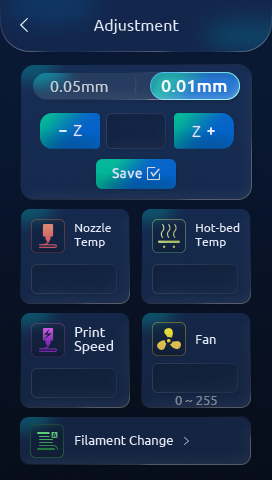 Adjustment
0.05mm
0.01mm
- Z
Z +
Save
Nozzle
Temp
Hot-bed
Temp
Print
Speed
Fan
0 ~ 255
Filament Change